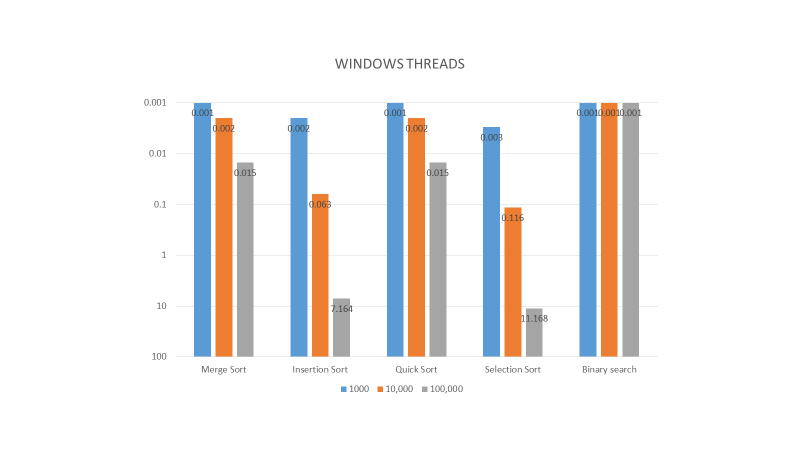 WINDOWS THREADS
0.001
0.01
0.1
1
10
100
0.001 0.002 0.015
0.002 0.063 7.164
0.001 0.002 0.015
0.003 0.116 11.168
0.001 0.001 0.001
Merge Sort Insertion Sort Quick Sort Selection Sort Binary search
1000 10,000 100,000